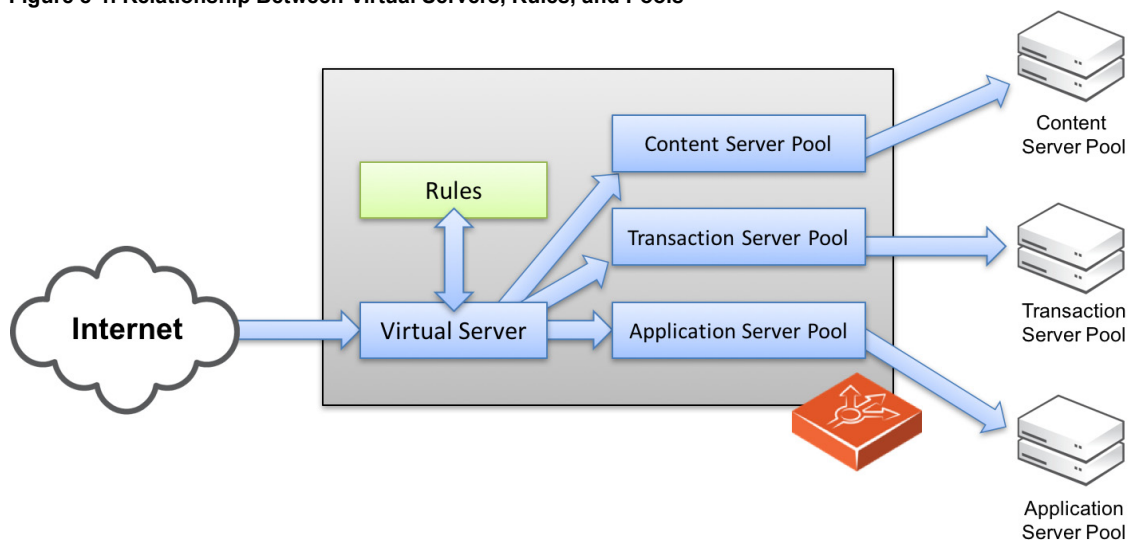 Rules
Internet
Virtual Server
Content Server Pool
Transaction Server Pool
Application Server Pool
Content
Server Pool
Transaction
Server Pool
Application
Server Pool